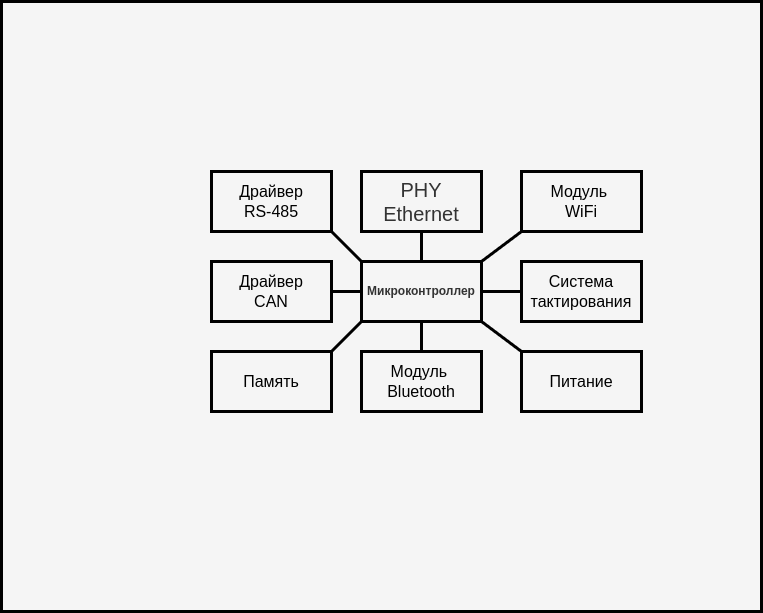 Драйвер
RS-485
PHY
Ethernet
Модуль
WiFi
Драйвер
CAN
Микроконтроллер
Система
тактирования
Память
Модуль
Bluetooth
Питание